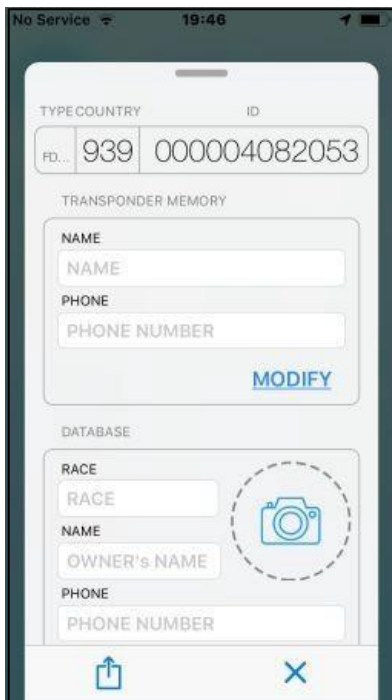 No Service 19:46
TYPE COUNTRY ID
FD... 939 000004082053
TRANSPONDER MEMORY
NAME
NAME
PHONE
PHONE NUMBER
MODIFY
DATABASE
RACE
RACE
NAME
OWNER's NAME
PHONE
PHONE NUMBER